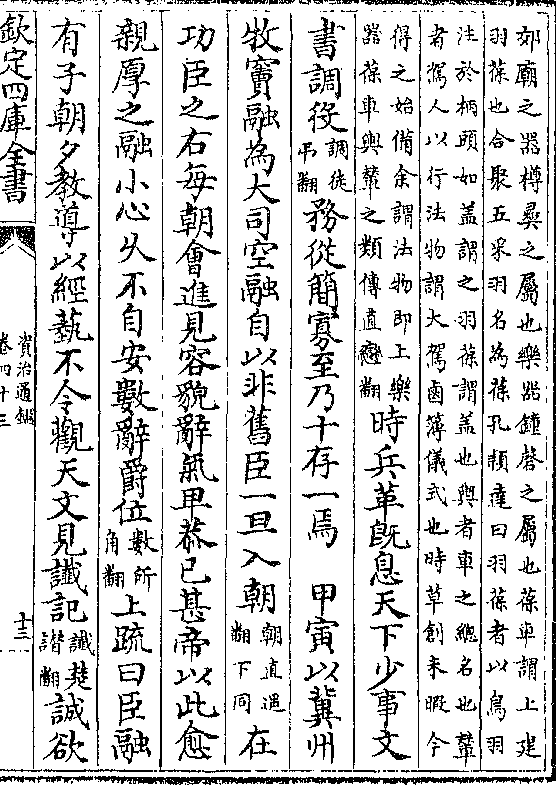 郊廟之器樽彛之屬也樂器鍾磬之屬也葆車謂上建
羽葆也合聚五采羽名為葆孔頴達曰羽葆者以鳥羽
注於柄頭如盖謂之羽葆謂盖也輿者車之緫名也輦
者駕人以行法物謂大駕鹵簿儀式也時草創未暇今
得之始備余謂法物即上樂
器葆車輿輦之類傳直戀翻
時兵革既息天下少事文
書調役
調徒
弔翻
務從簡寡至乃十存一焉　甲寅以冀州
牧竇融為大司空融自以非舊臣一旦入朝
朝直遥
翻下同
在
功臣之右每朝會進見容貌辭氣卑恭已甚帝以此愈
親厚之融小心久不自安數辭爵位
數所
角翻
上疏曰臣融
有子朝夕教導以經藝不令觀天文見讖記
讖楚
譛翻
誠欲
欽定四庫全書
資治通鑑
卷四十三
十三